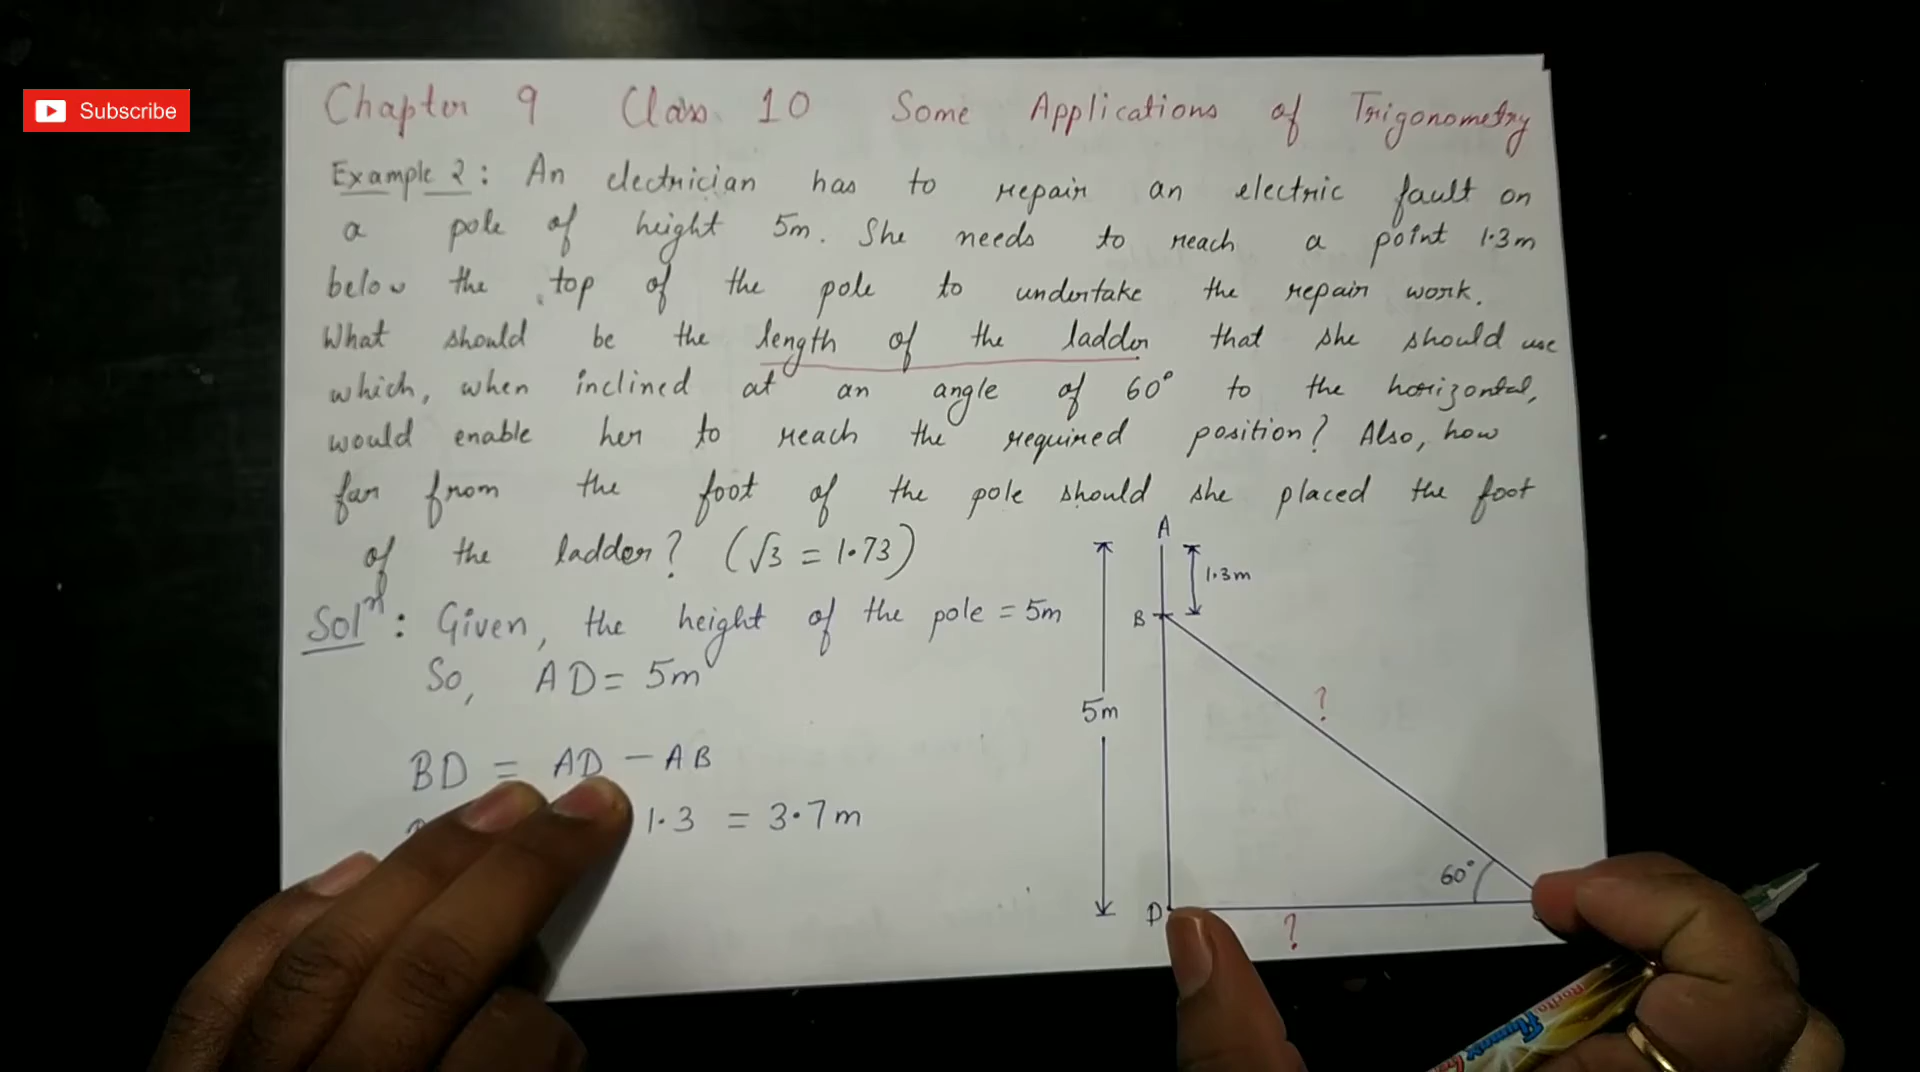 Subscribe
Chapter 9 Class 10 Some Applications of Trigonometry
Example 2: An electrician has to repair an electric fault on
a pole of height 5m. She needs to reach a point 1.3m
below the top of the pole to undertake the repair work.
What should be the length of the ladder that she should use
which, when inclined at an angle of 60° to the horizontal,
would enable her to reach the required position? Also, how
far from the foot of the pole should she placed the foot
of the ladder? (√3 = 1.73)
Solⁿ: Given, the height of the pole = 5m
So, AD = 5m
BD = AD - AB
1.3 = 3.7m
A
1.3m
B
?
5m
60°
D
?
Rorito
Flymax